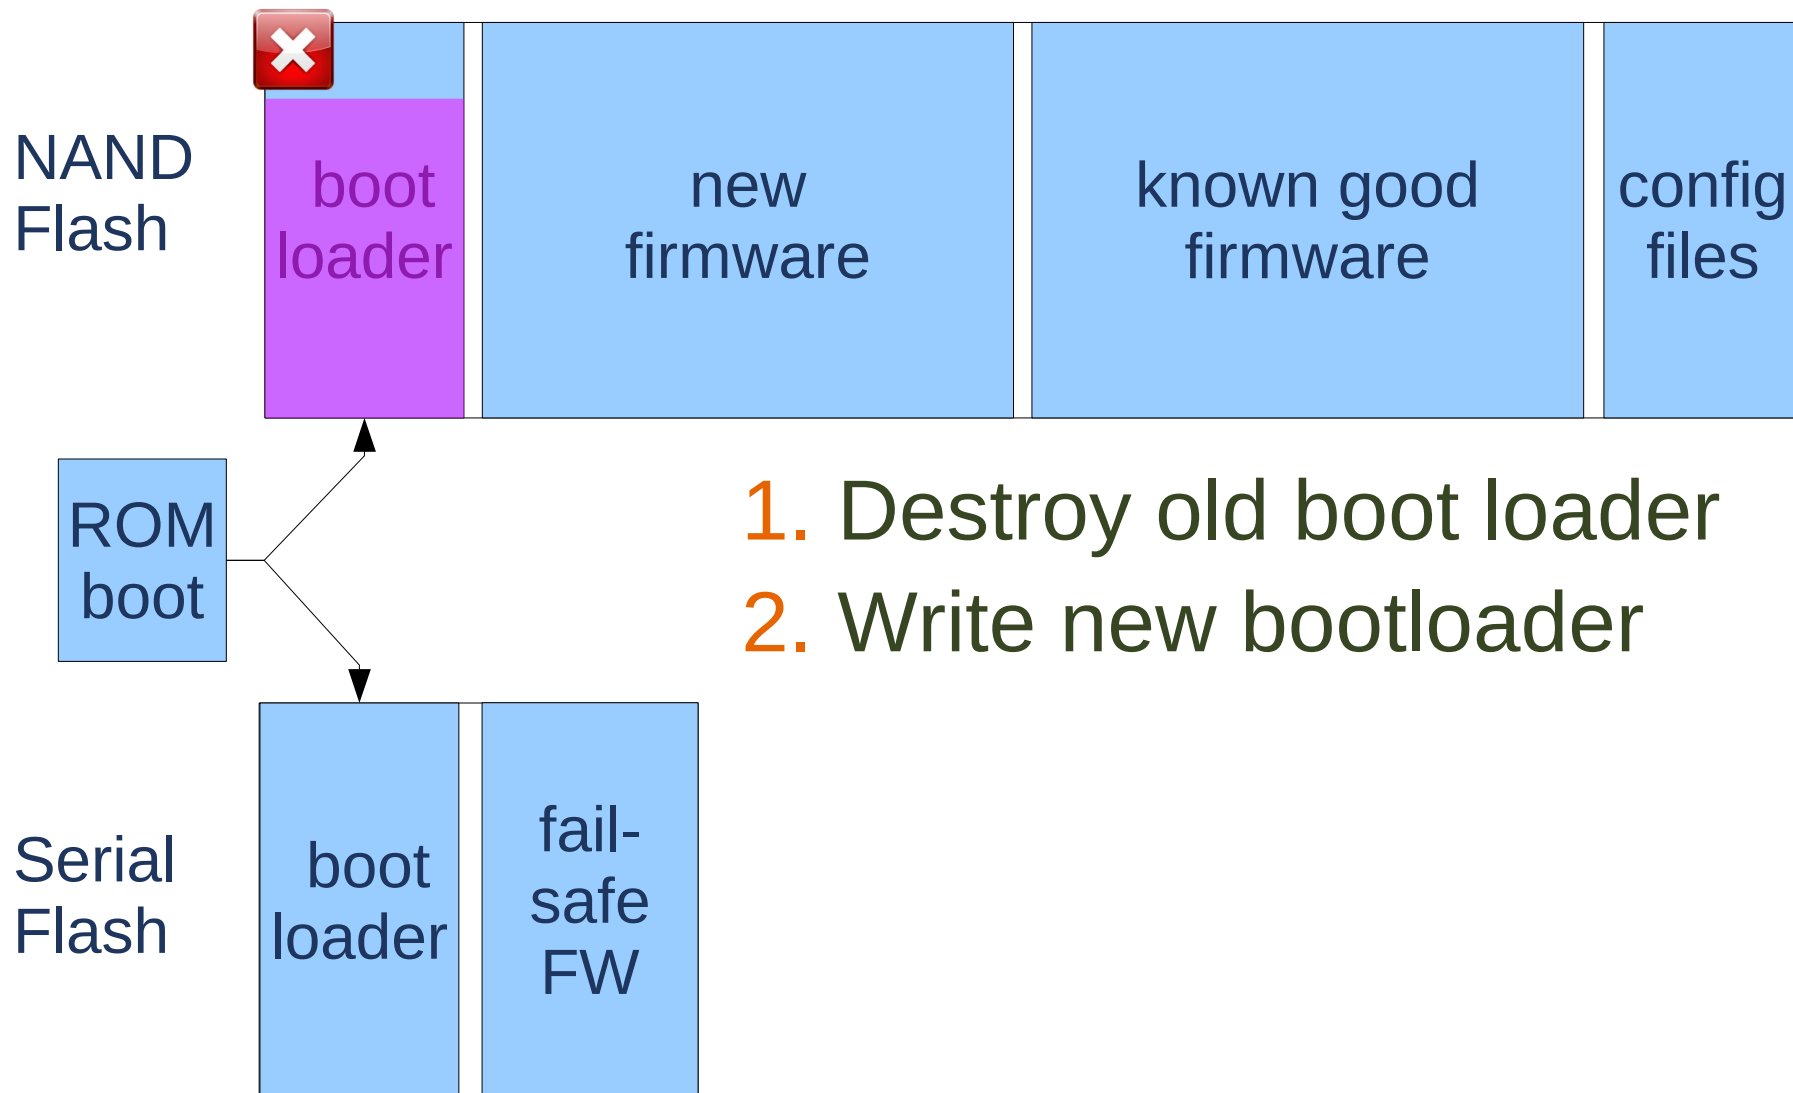 NAND
Flash
boot
loader
new
firmware
known good
firmware
config
files
ROM
boot
1. Destroy old boot loader
2. Write new bootloader
Serial
Flash
boot
loader
fail-
safe
FW